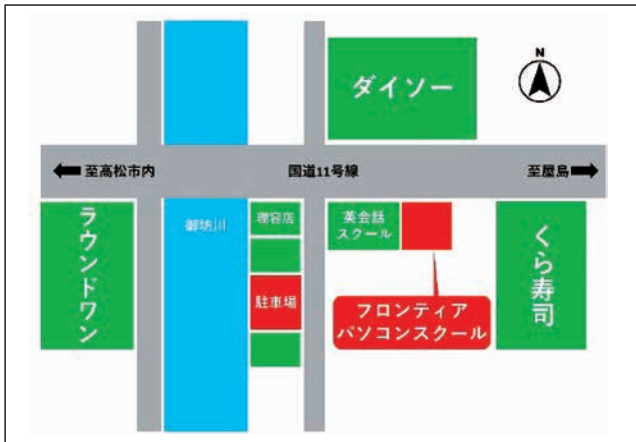 ダイソー
N
至高松市内
国道11号線
至屋島
ラウンドワン
御坊川
理容店
英会話
スクール
くら寿司
駐車場
フロンティア
パソコンスクール